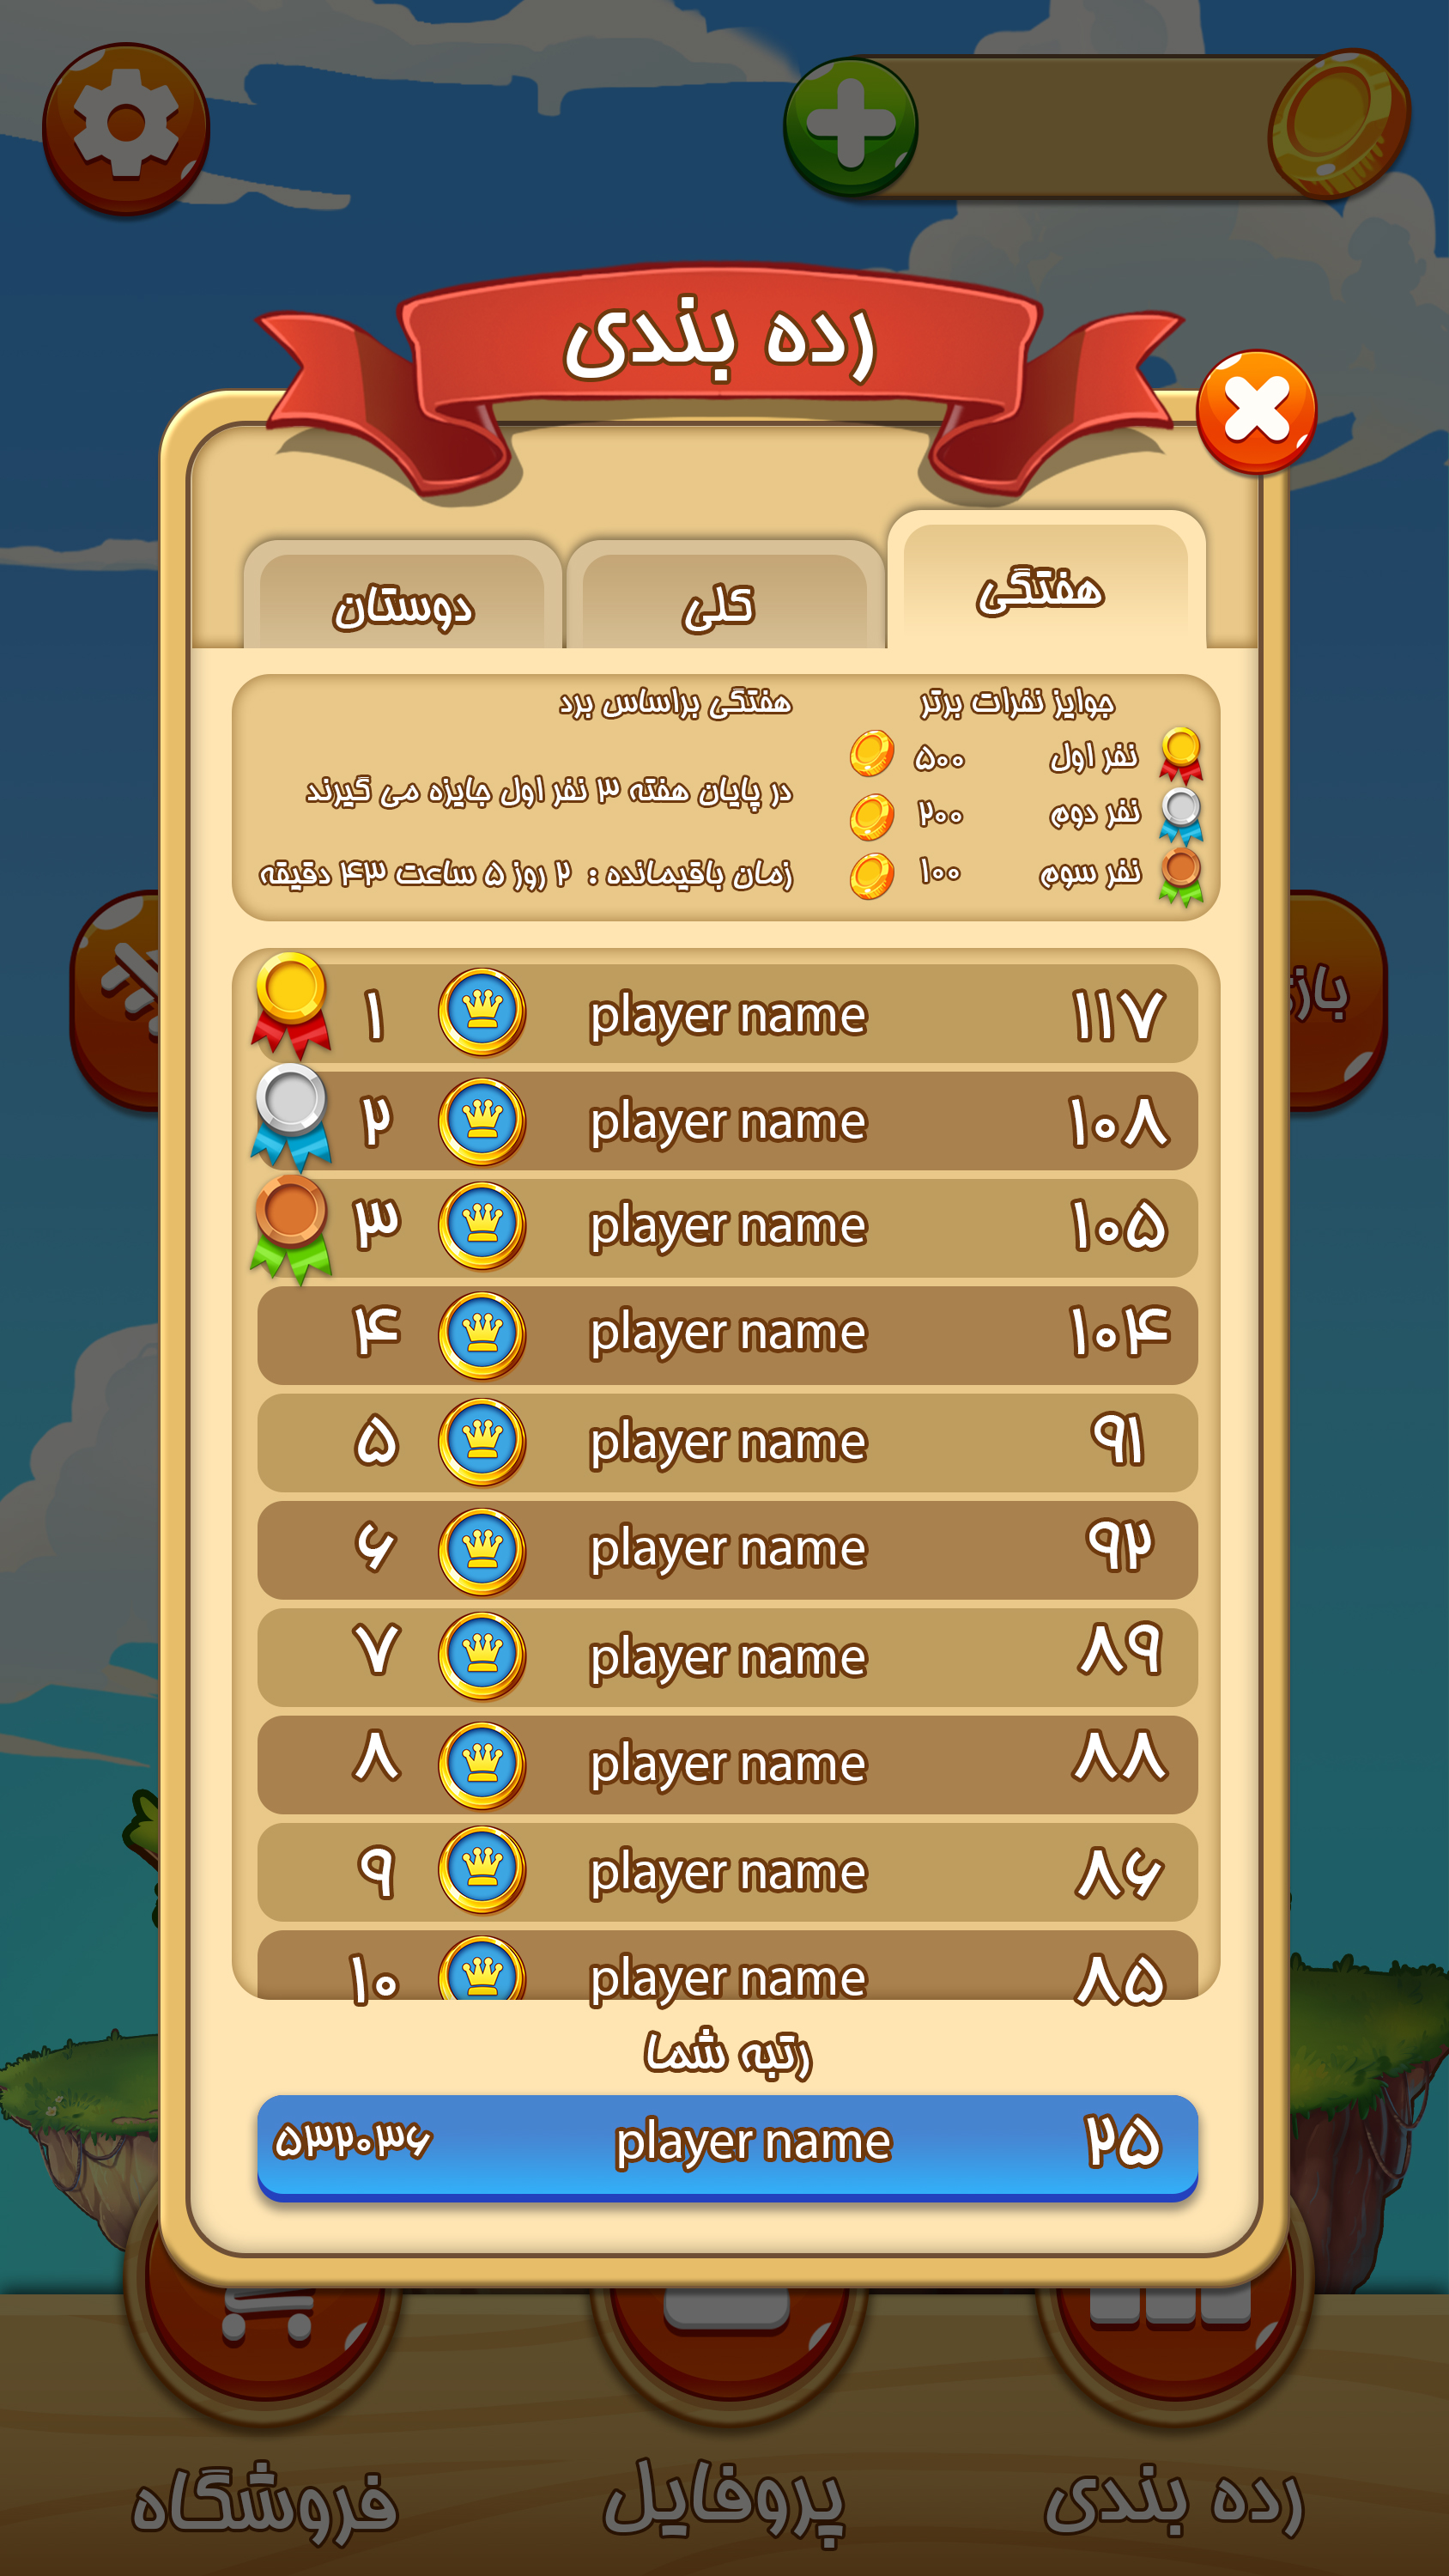 رده بندی
هفتگی
کلی
دوستان
جوایز نفرات برتر
نفر اول ۵۰۰
نفر دوم ۲۰۰
نفر سوم ۱۰۰
هفتگی براساس برد
در پایان هفته ۳ نفر اول جایزه می گیرند
زمان باقیمانده : ۲ روز ۵ ساعت ۴۳ دقیقه
۱ player name ۱۱۷
۲ player name ۱۰۸
۳ player name ۱۰۵
۴ player name ۱۰۴
۵ player name ۹۱
۶ player name ۹۲
۷ player name ۸۹
۸ player name ۸۸
۹ player name ۸۶
۱۰ player name ۸۵
رتبه شما
۵۳۲۰۳۶ player name ۲۵
رده بندی
پروفایل
فروشگاه